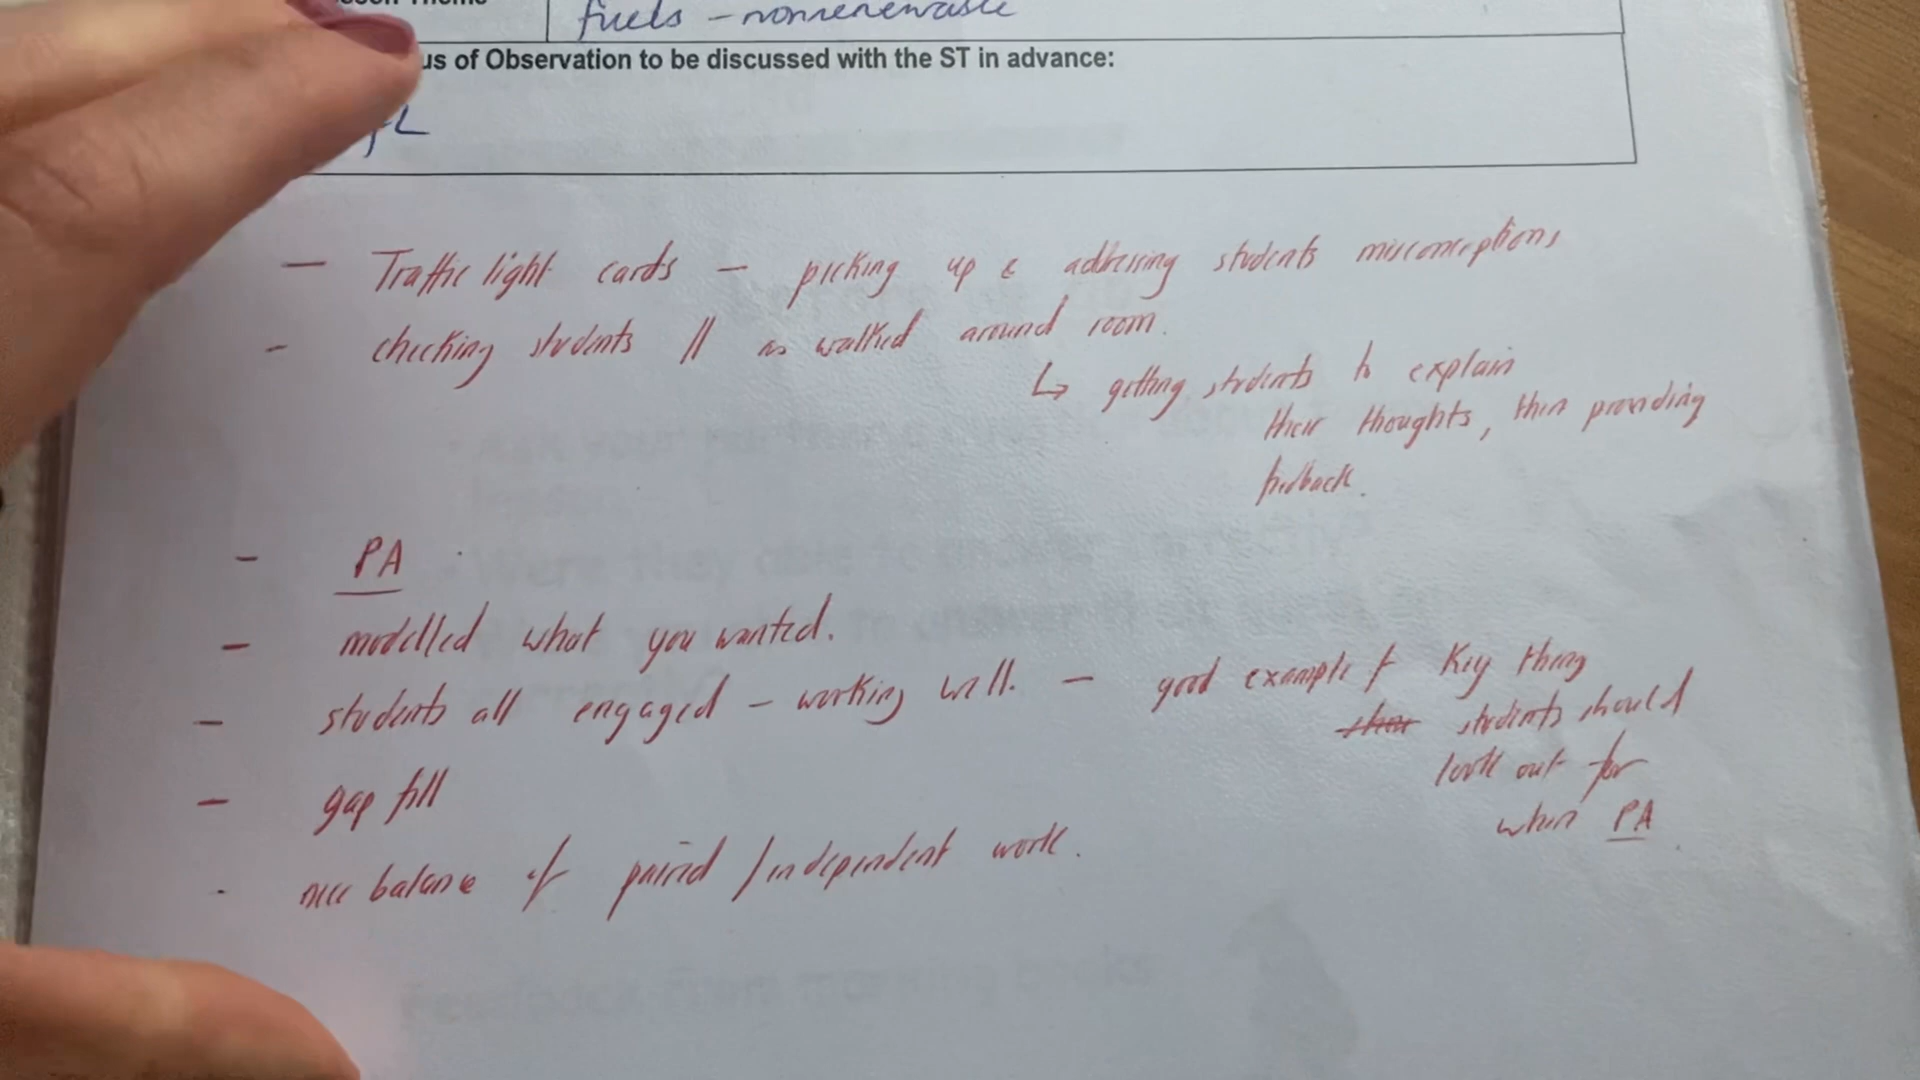 fuels - nonrenewable
us of Observation to be discussed with the ST in advance:
- Traffic light cards - picking up & addressing students misconceptions
- checking students || as walked around room.
↳ getting students to explain
their thoughts, then providing
feedback.
- PA
- modelled what you wanted.
- students all engaged - working well. - good example of Key thing
students should
look out for
when PA
- gap fill
- nice balance of paired / independent work.